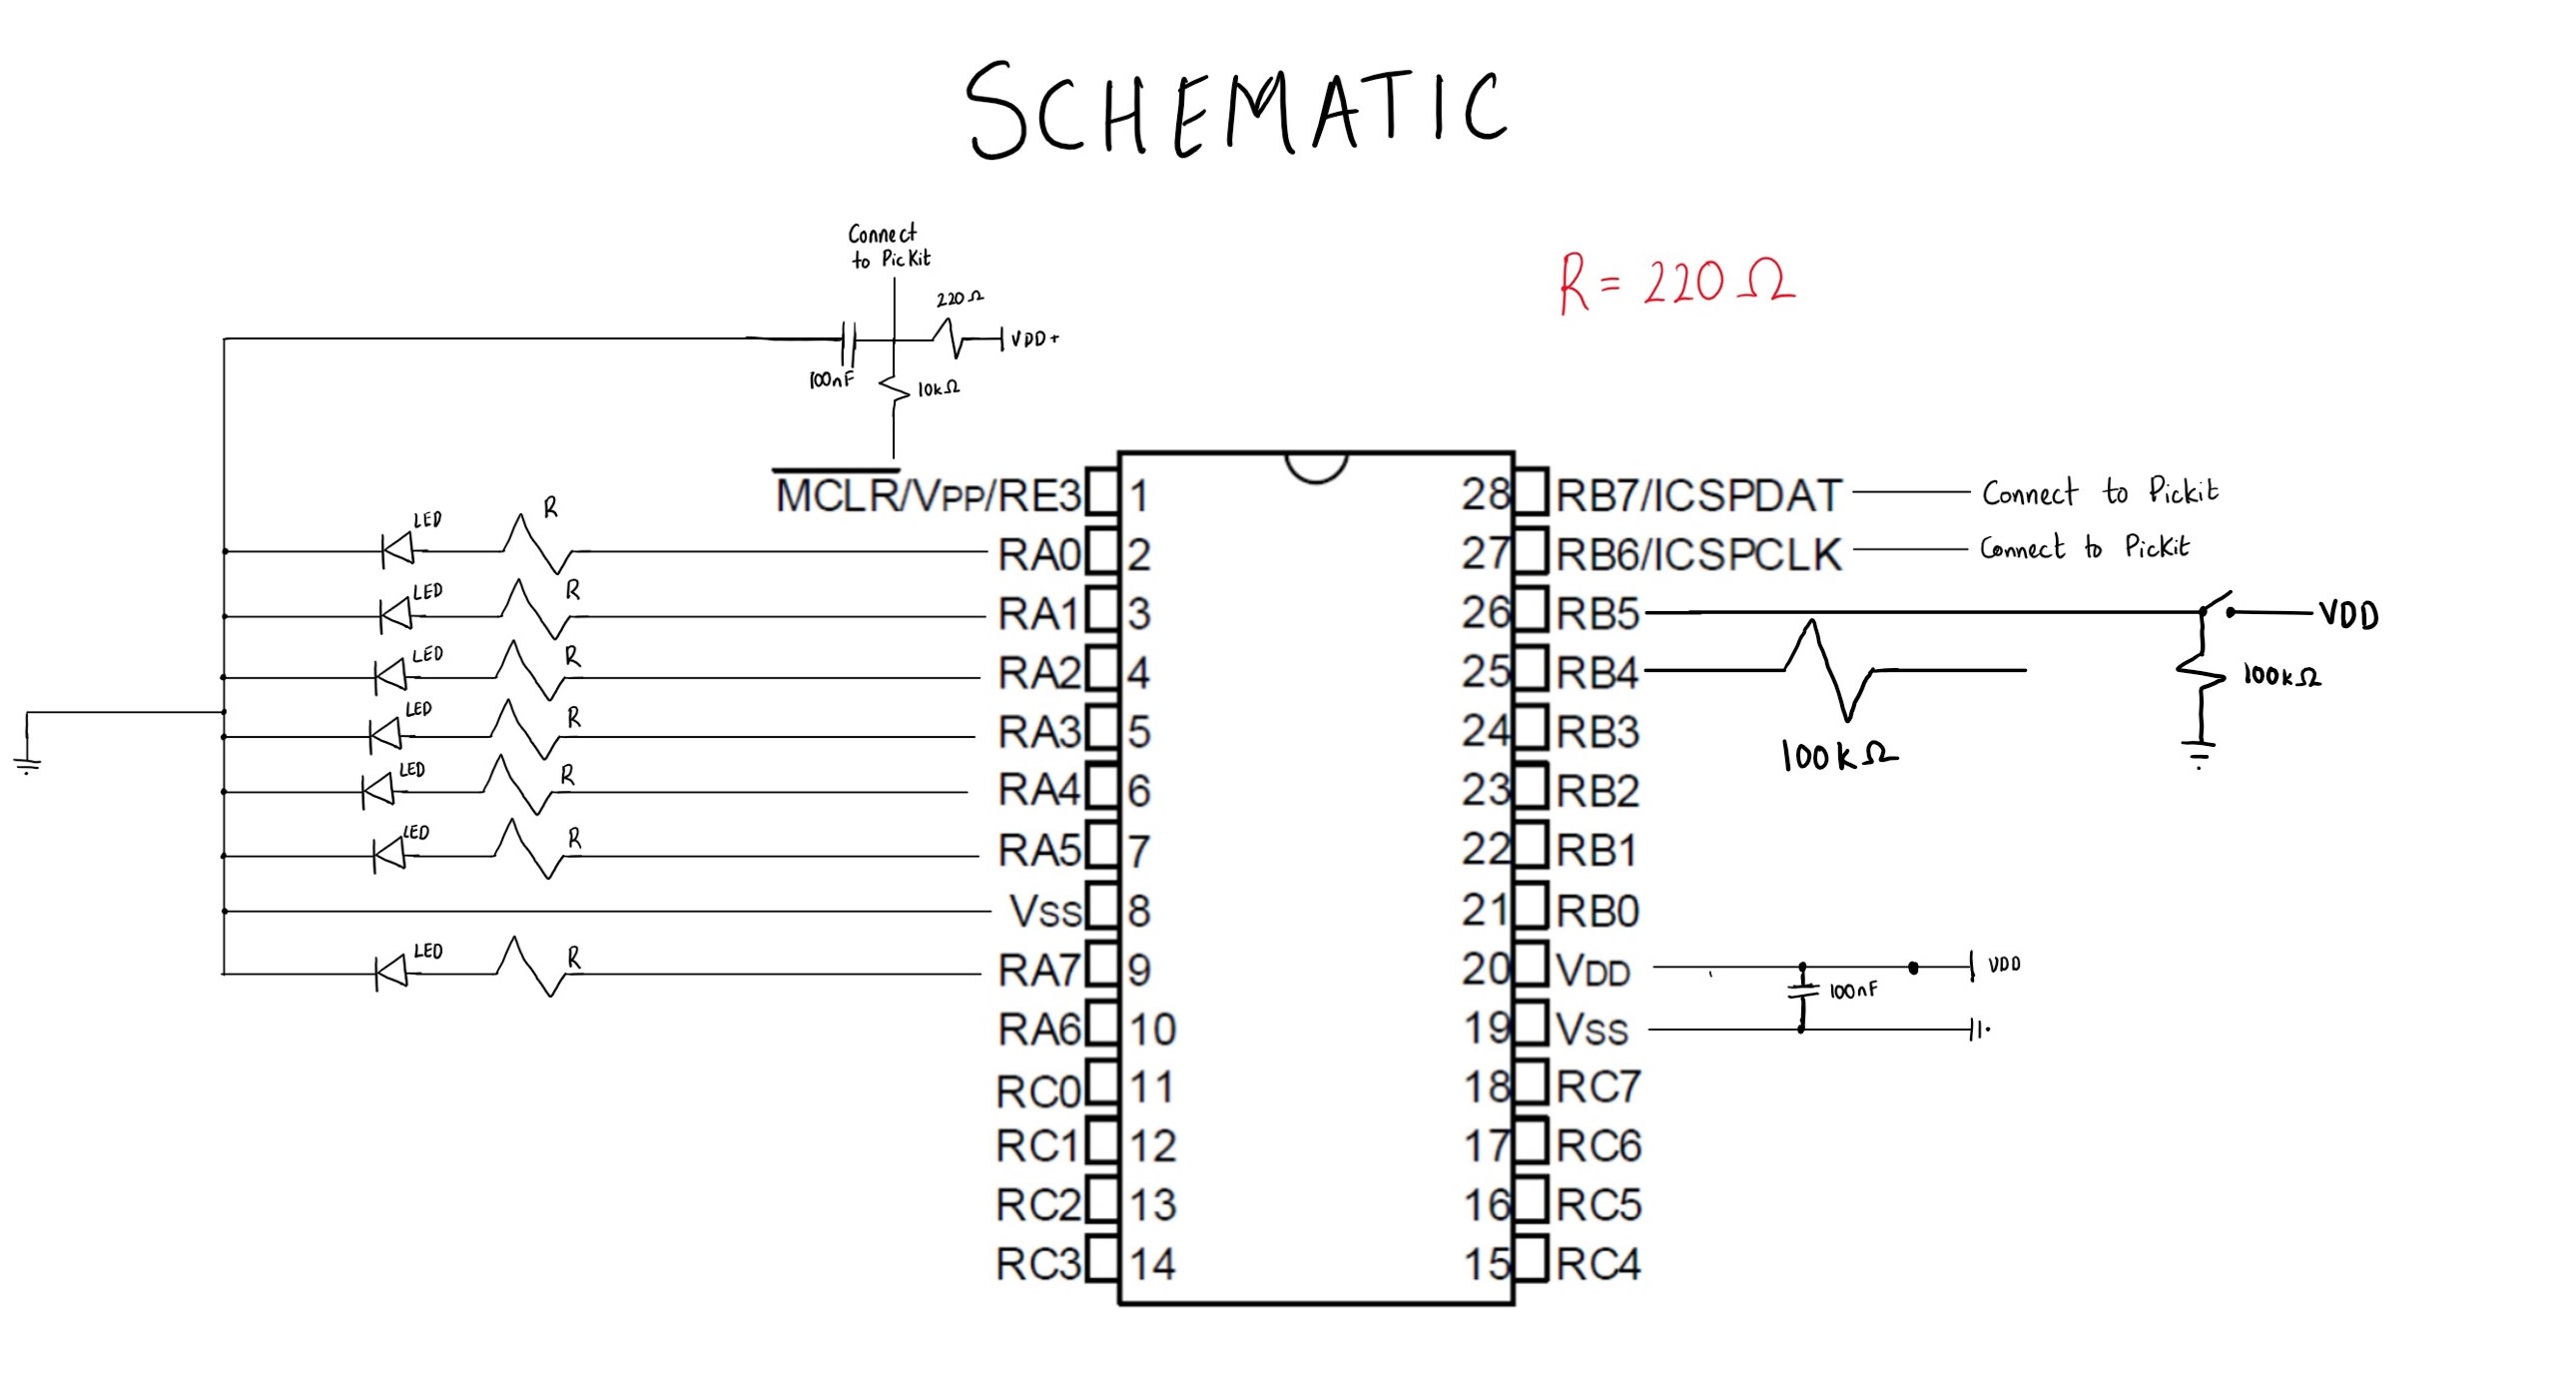 SCHEMATIC
Connect
to PicKit
220Ω
R = 220Ω
VDD+
100nF
10kΩ
MCLR/VPP/RE3 1
28 RB7/ICSPDAT Connect to Pickit
LED R RA0 2
27 RB6/ICSPCLK Connect to PicKit
LED R RA1 3
26 RB5 VDD
LED R RA2 4
25 RB4 100kΩ
100kΩ
LED R RA3 5
24 RB3
LED R RA4 6
23 RB2
LED R RA5 7
22 RB1
VSS 8
21 RB0
LED R RA7 9
20 VDD VDD
100nF
RA6 10
19 VSS
RC0 11
18 RC7
RC1 12
17 RC6
RC2 13
16 RC5
RC3 14
15 RC4